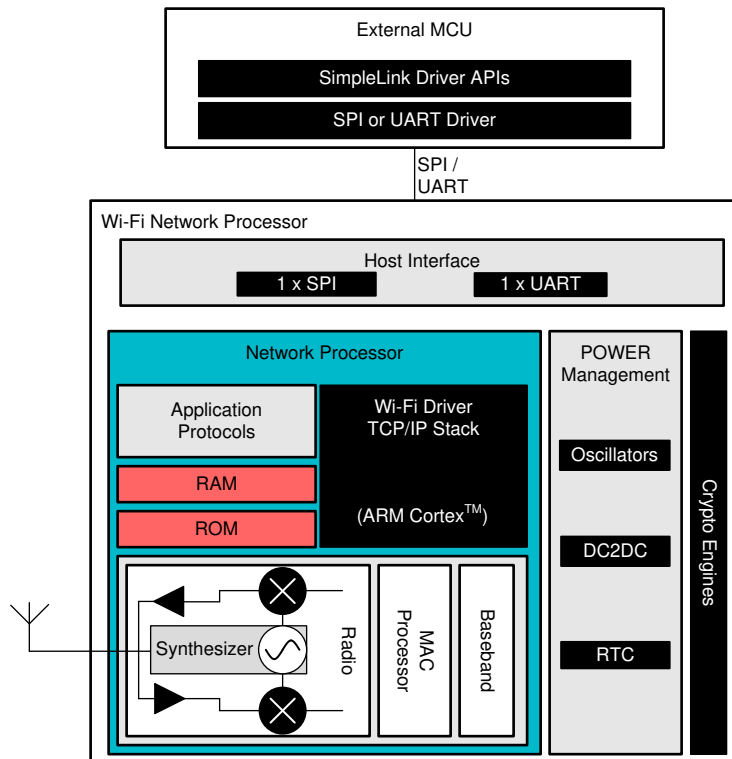 External MCU
SimpleLink Driver APIs
SPI or UART Driver
SPI /
UART
Wi-Fi Network Processor
Host Interface
1 x SPI
1 x UART
Network Processor
Application
Protocols
Wi-Fi Driver
TCP/IP Stack
RAM
ROM
(ARM Cortex™)
Synthesizer
Radio
MAC
Processor
Baseband
POWER
Management
Oscillators
DC2DC
RTC
Crypto Engines